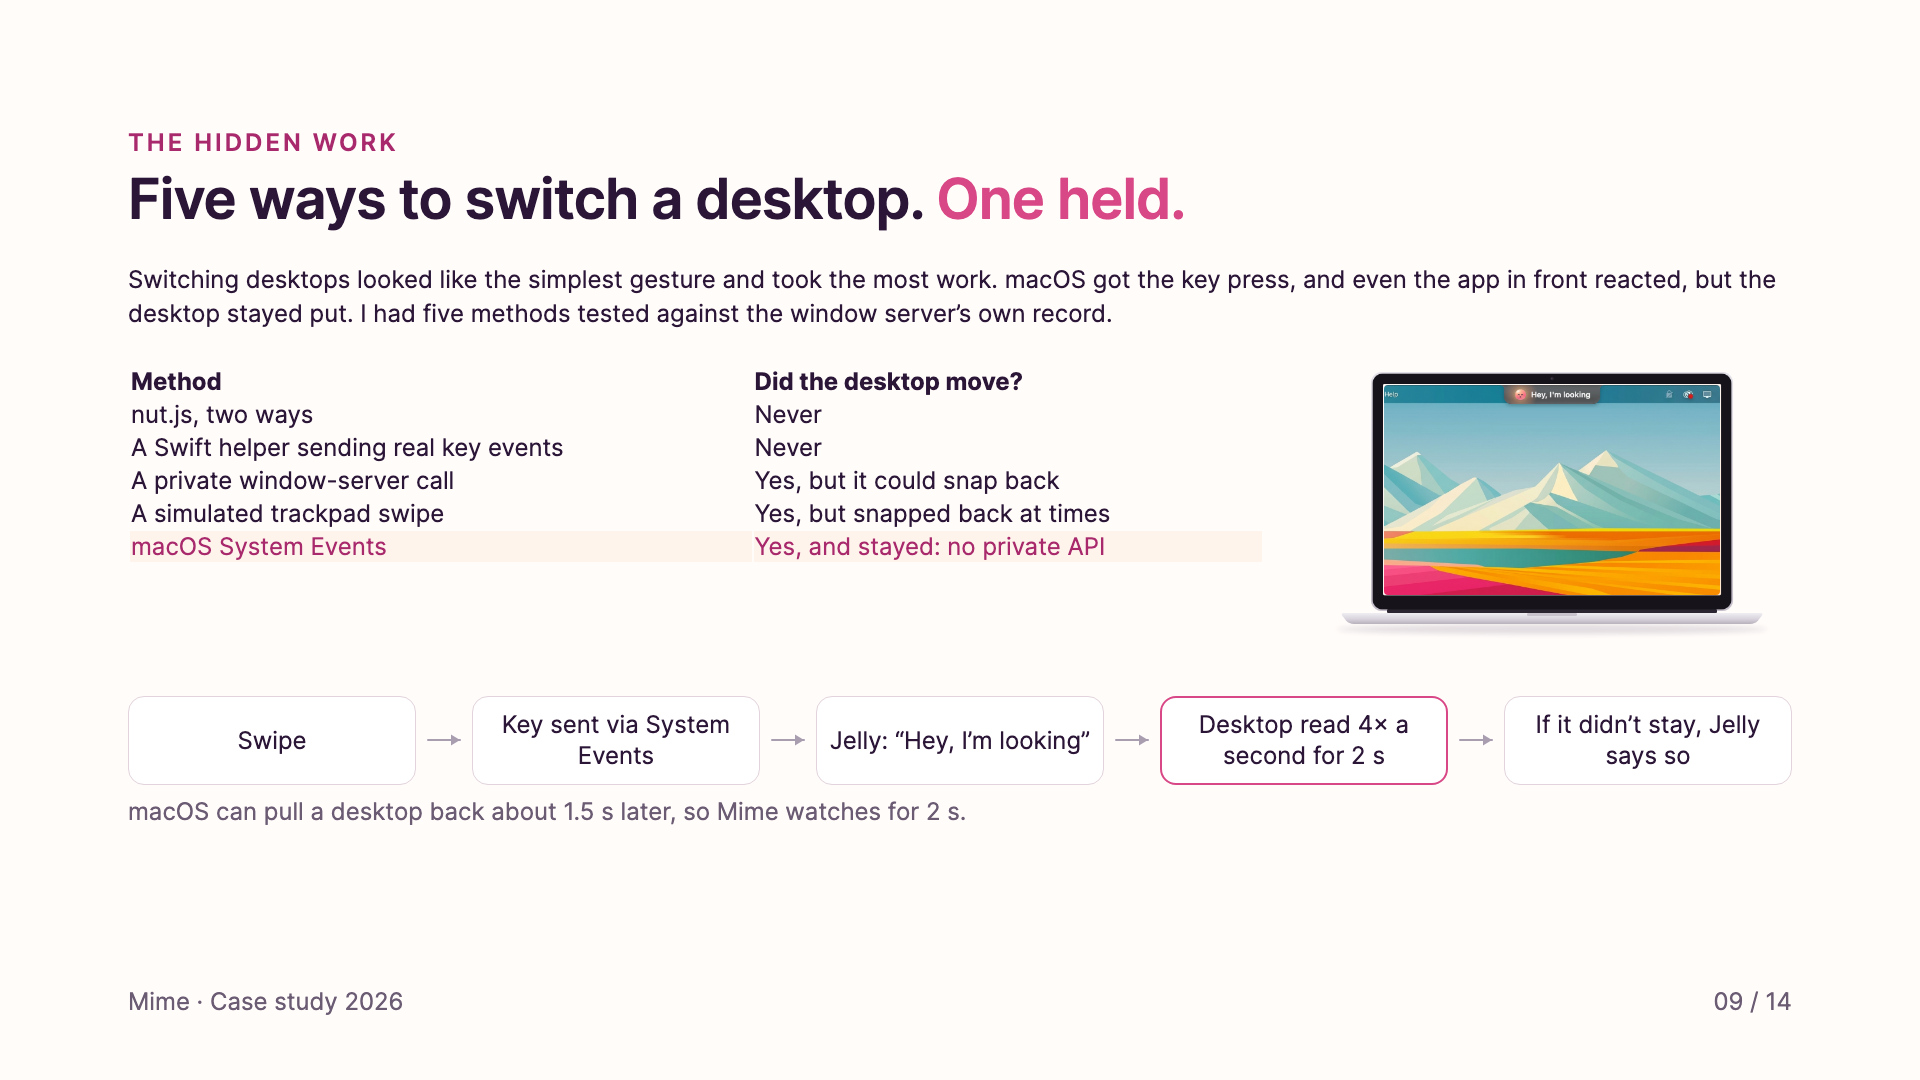 THE HIDDEN WORK
Five ways to switch a desktop. One held.
Switching desktops looked like the simplest gesture and took the most work. macOS got the key press, and even the app in front reacted, but the
desktop stayed put. I had five methods tested against the window server’s own record.
Method Did the desktop move?
nut.js, two ways Never
A Swift helper sending real key events Never
A private window-server call Yes, but it could snap back
A simulated trackpad swipe Yes, but snapped back at times
macOS System Events Yes, and stayed: no private API
Help Hey, I’m looking
Swipe
Key sent via System
Events
Jelly: “Hey, I’m looking”
Desktop read 4× a
second for 2 s
If it didn’t stay, Jelly
says so
macOS can pull a desktop back about 1.5 s later, so Mime watches for 2 s.
Mime · Case study 2026
09 / 14